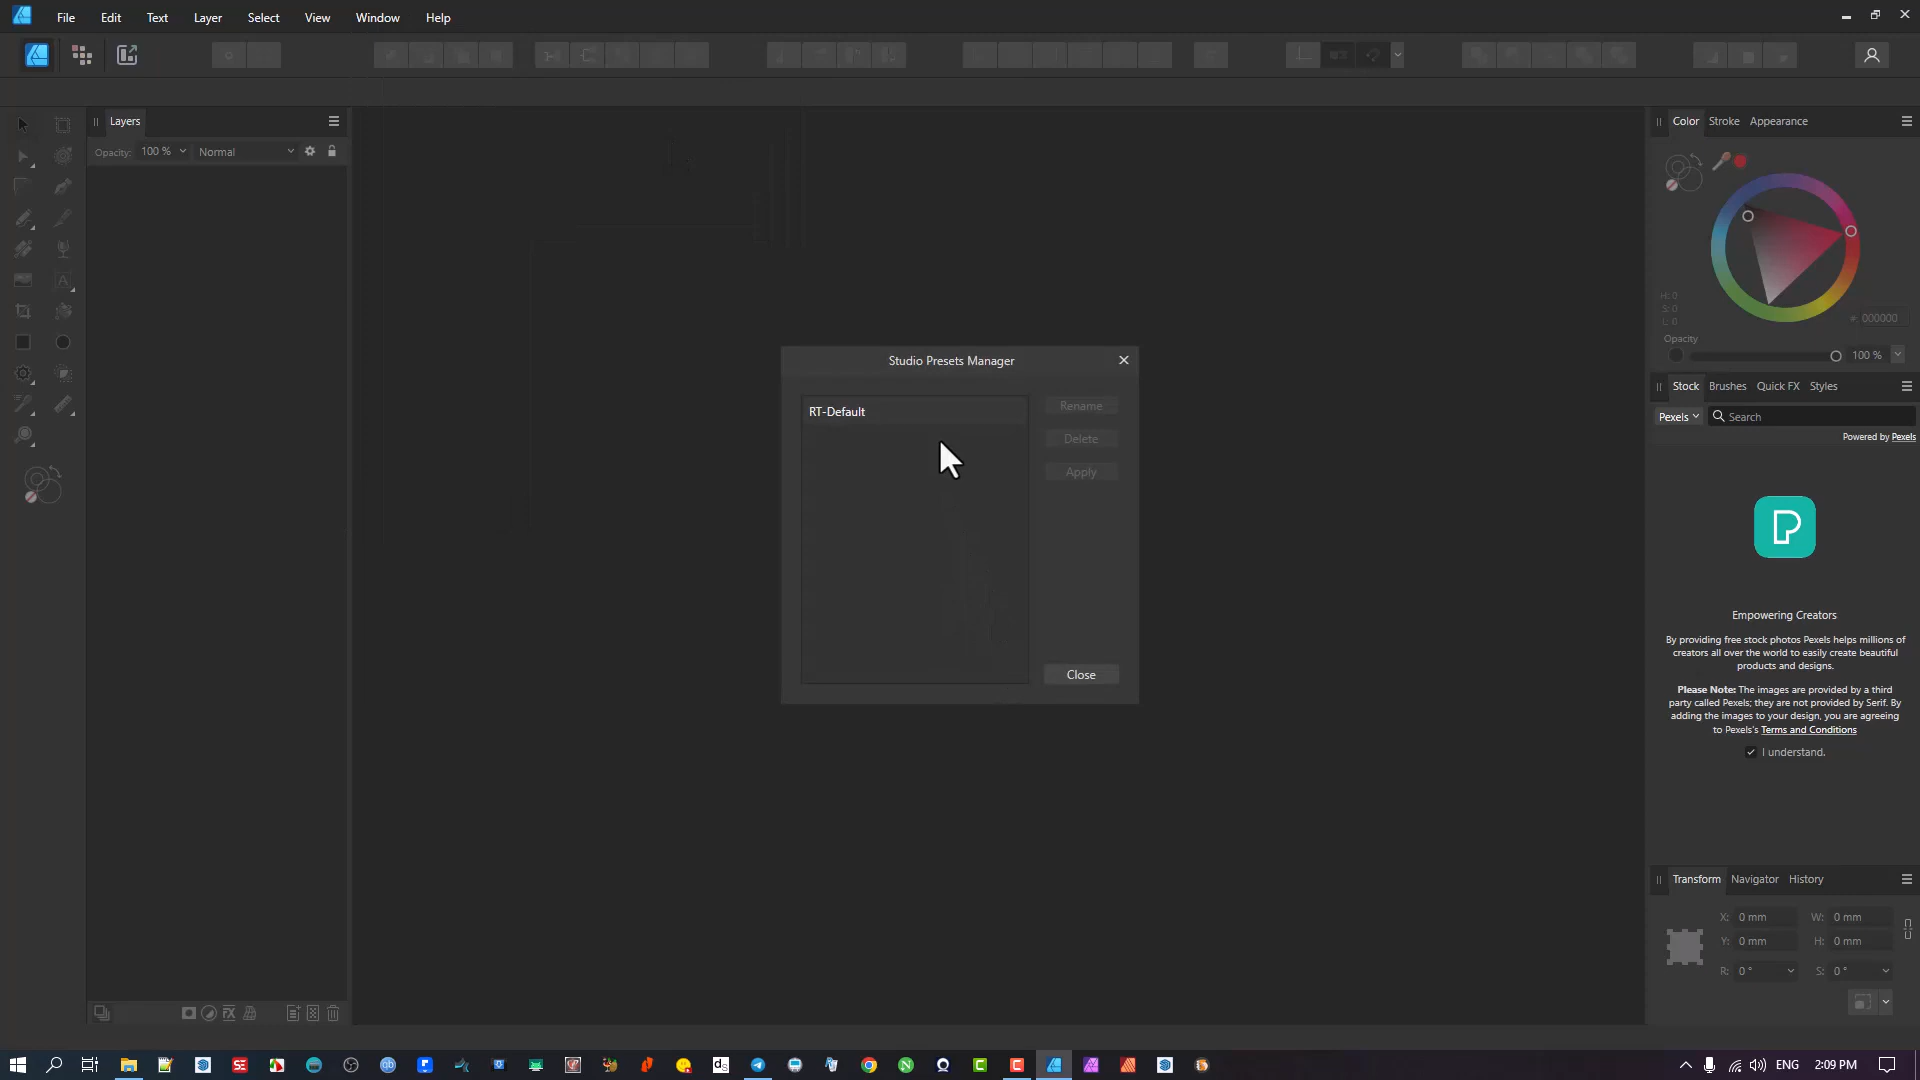 File Edit Text Layer Select View Window Help
Layers
Opacity: 100 % Normal
Color Stroke Appearance
H: 0
S: 0
L: 0
#: 000000
Opacity
100 %
Studio Presets Manager
RT-Default
Rename
Delete
Apply
Close
Stock Brushes Quick FX Styles
Pexels Search
Powered by Pexels
Empowering Creators
By providing free stock photos Pexels helps millions of
creators all over the world to easily create beautiful
products and designs.
Please Note: The images are provided by a third
party called Pexels; they are not provided by Serif. By
adding the images to your design, you are agreeing
to Pexels's Terms and Conditions
I understand.
Transform Navigator History
X: 0 mm W: 0 mm
Y: 0 mm H: 0 mm
R: 0 ° S: 0 °
FX
ENG 2:09 PM